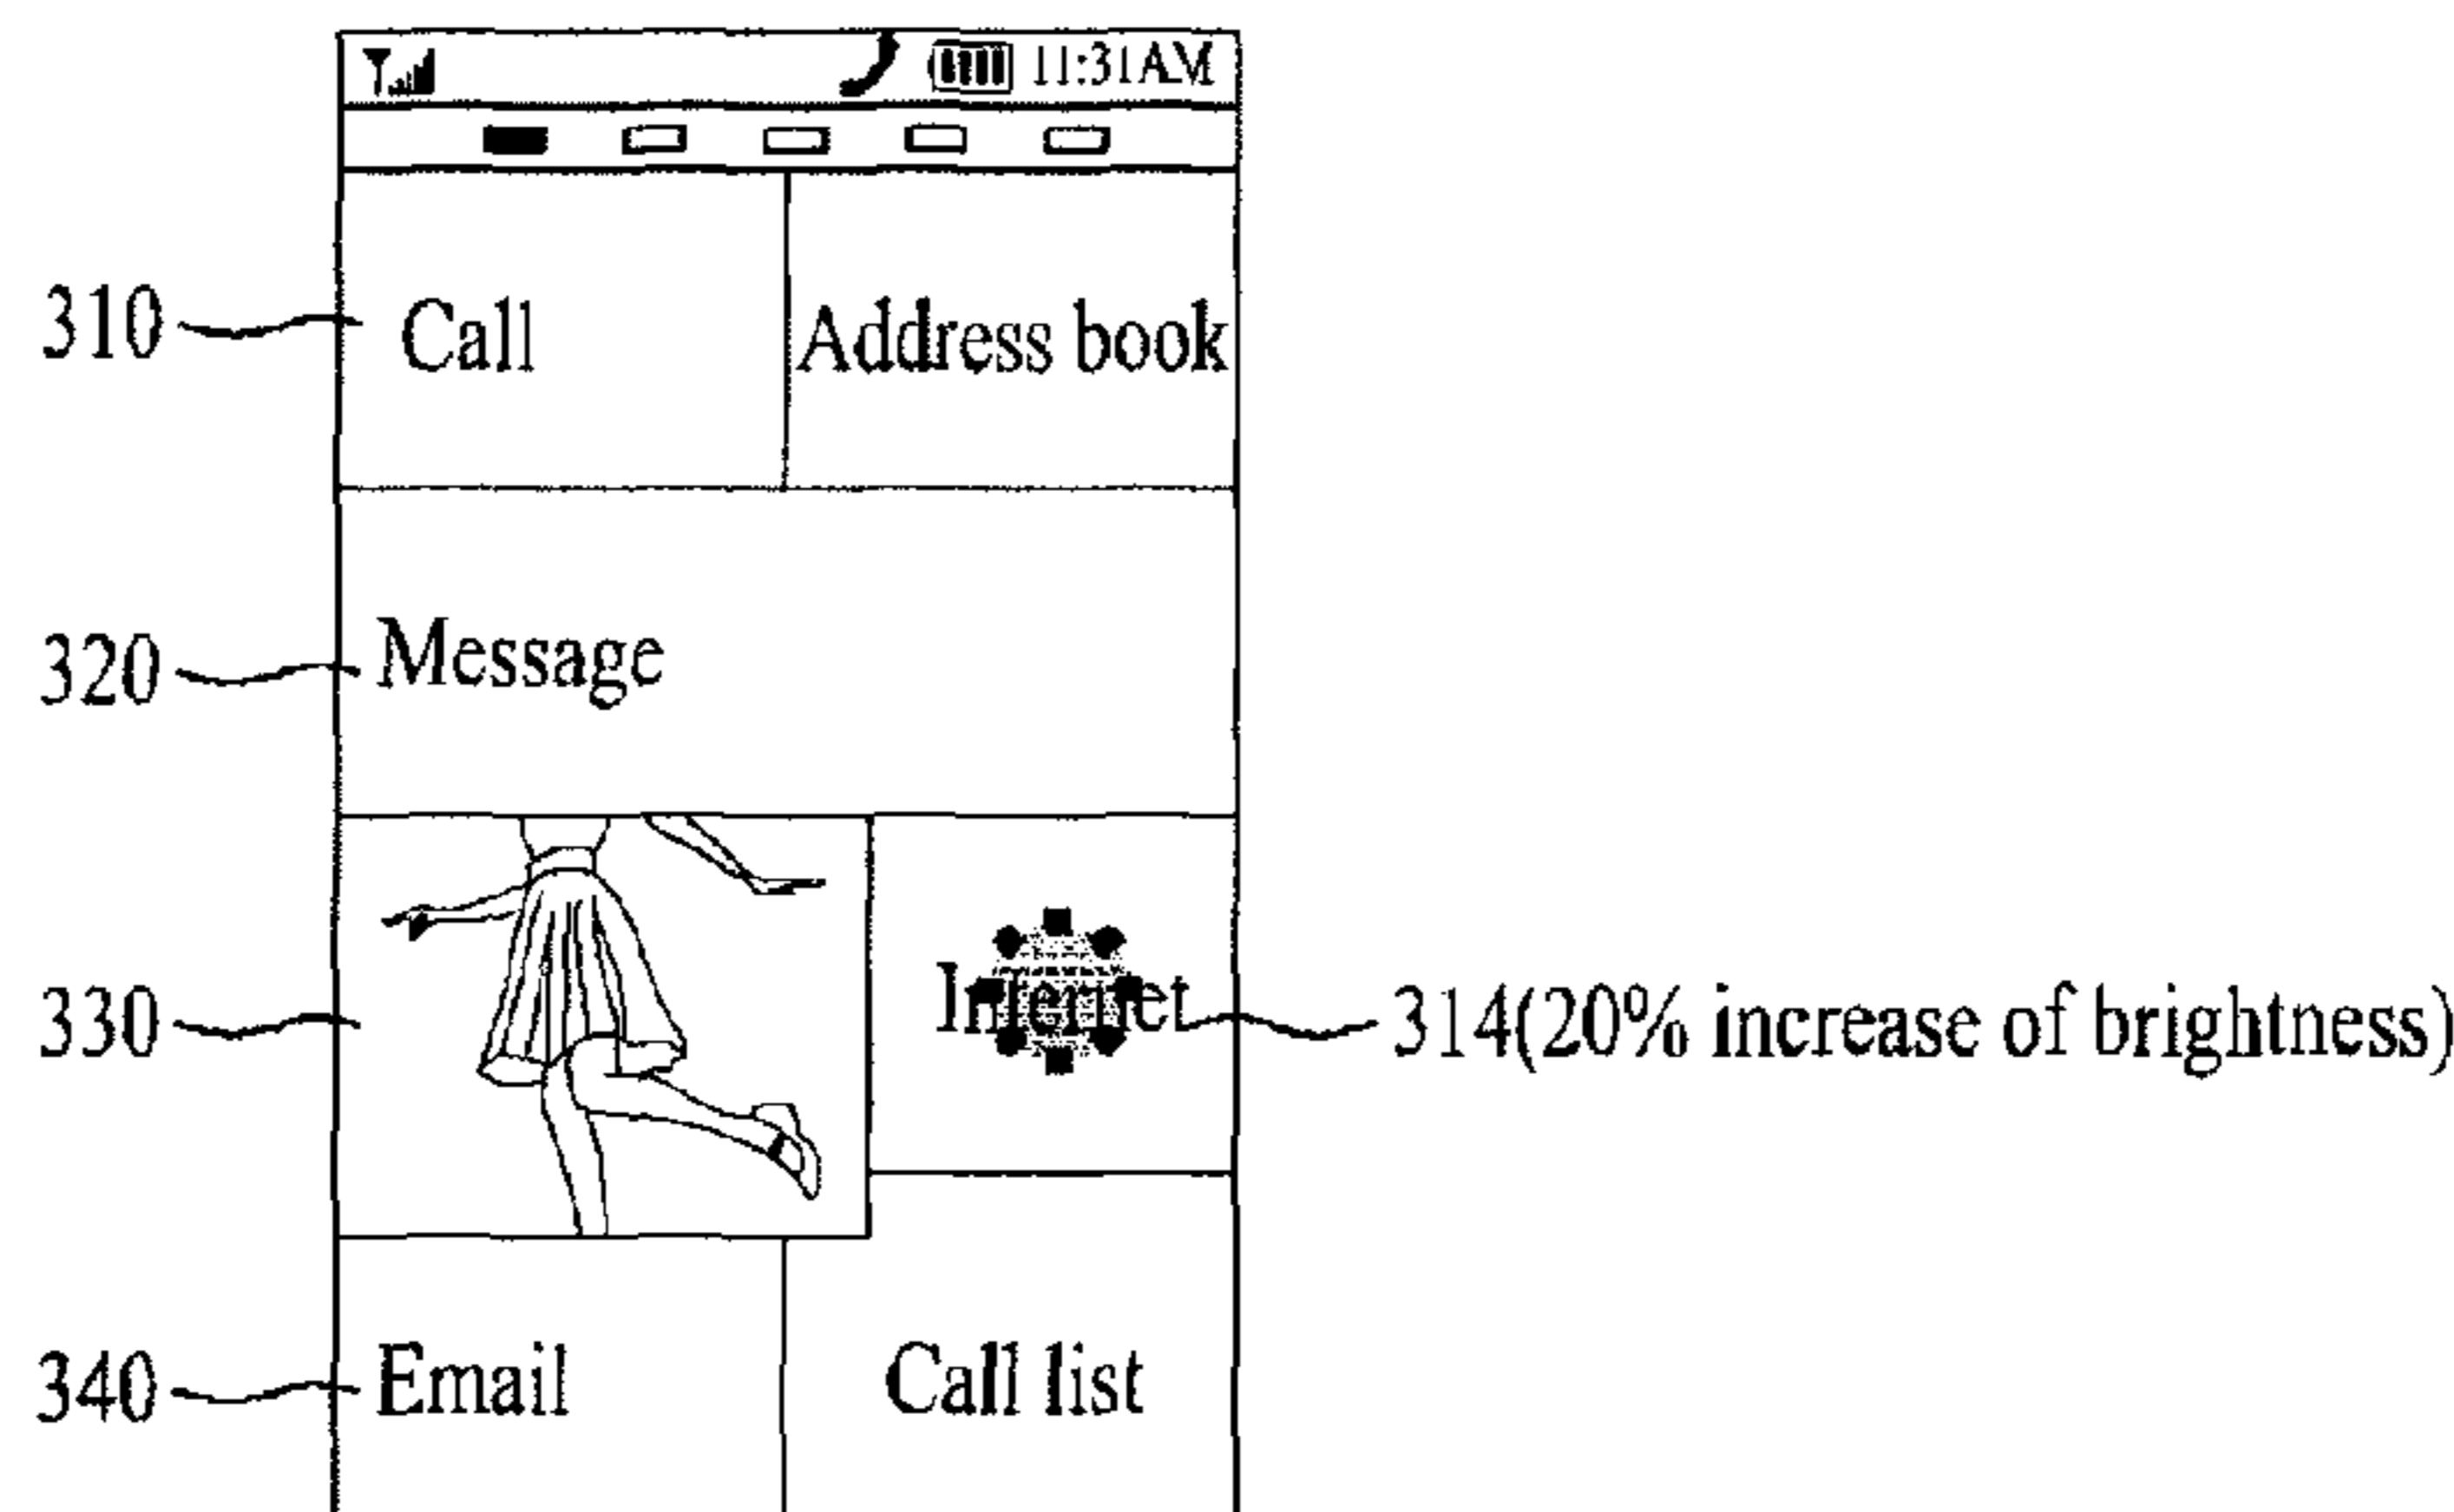 11:31AM
310 Call Address book
320 Message
330 Internet 314(20% increase of brightness)
340 Email Call list